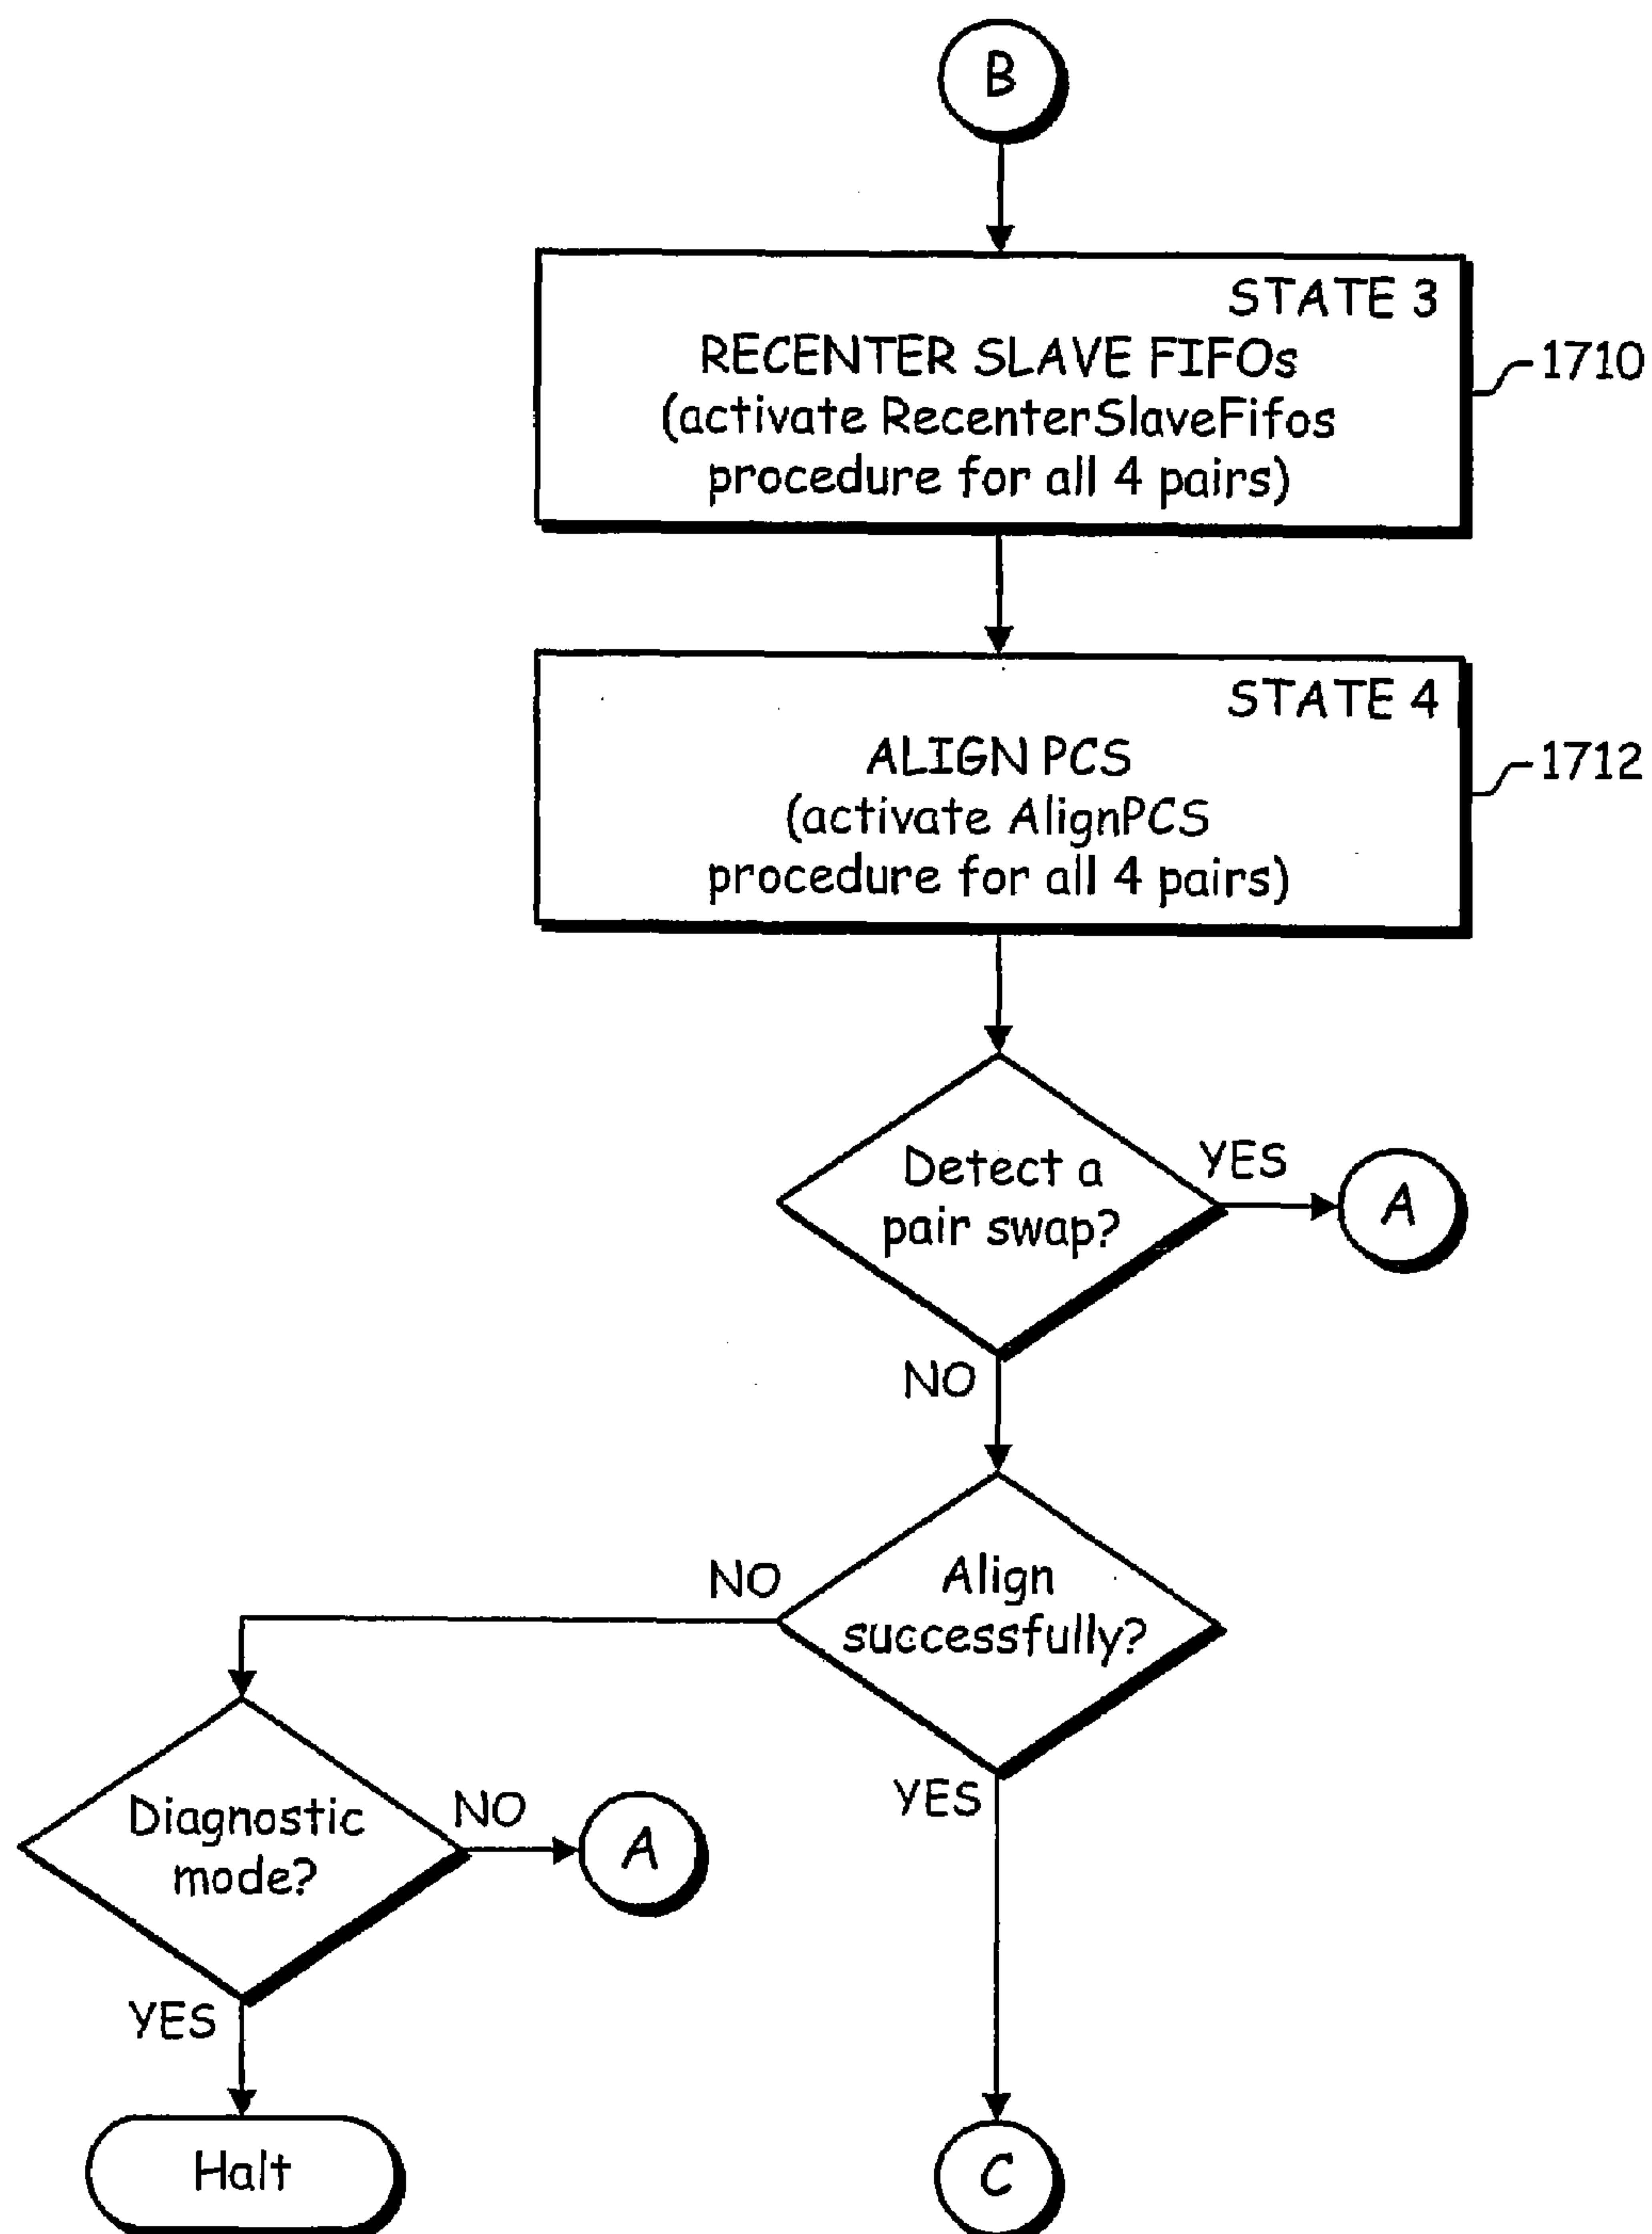 B
STATE 3
RECENTER SLAVE FIFOs
(activate RecenterSlaveFifos
procedure for all 4 pairs)
1710
STATE 4
ALIGN PCS
(activate AlignPCS
procedure for all 4 pairs)
1712
Detect a
pair swap?
YES
A
NO
Align
successfully?
NO
YES
Diagnostic
mode?
NO
A
YES
Halt
C